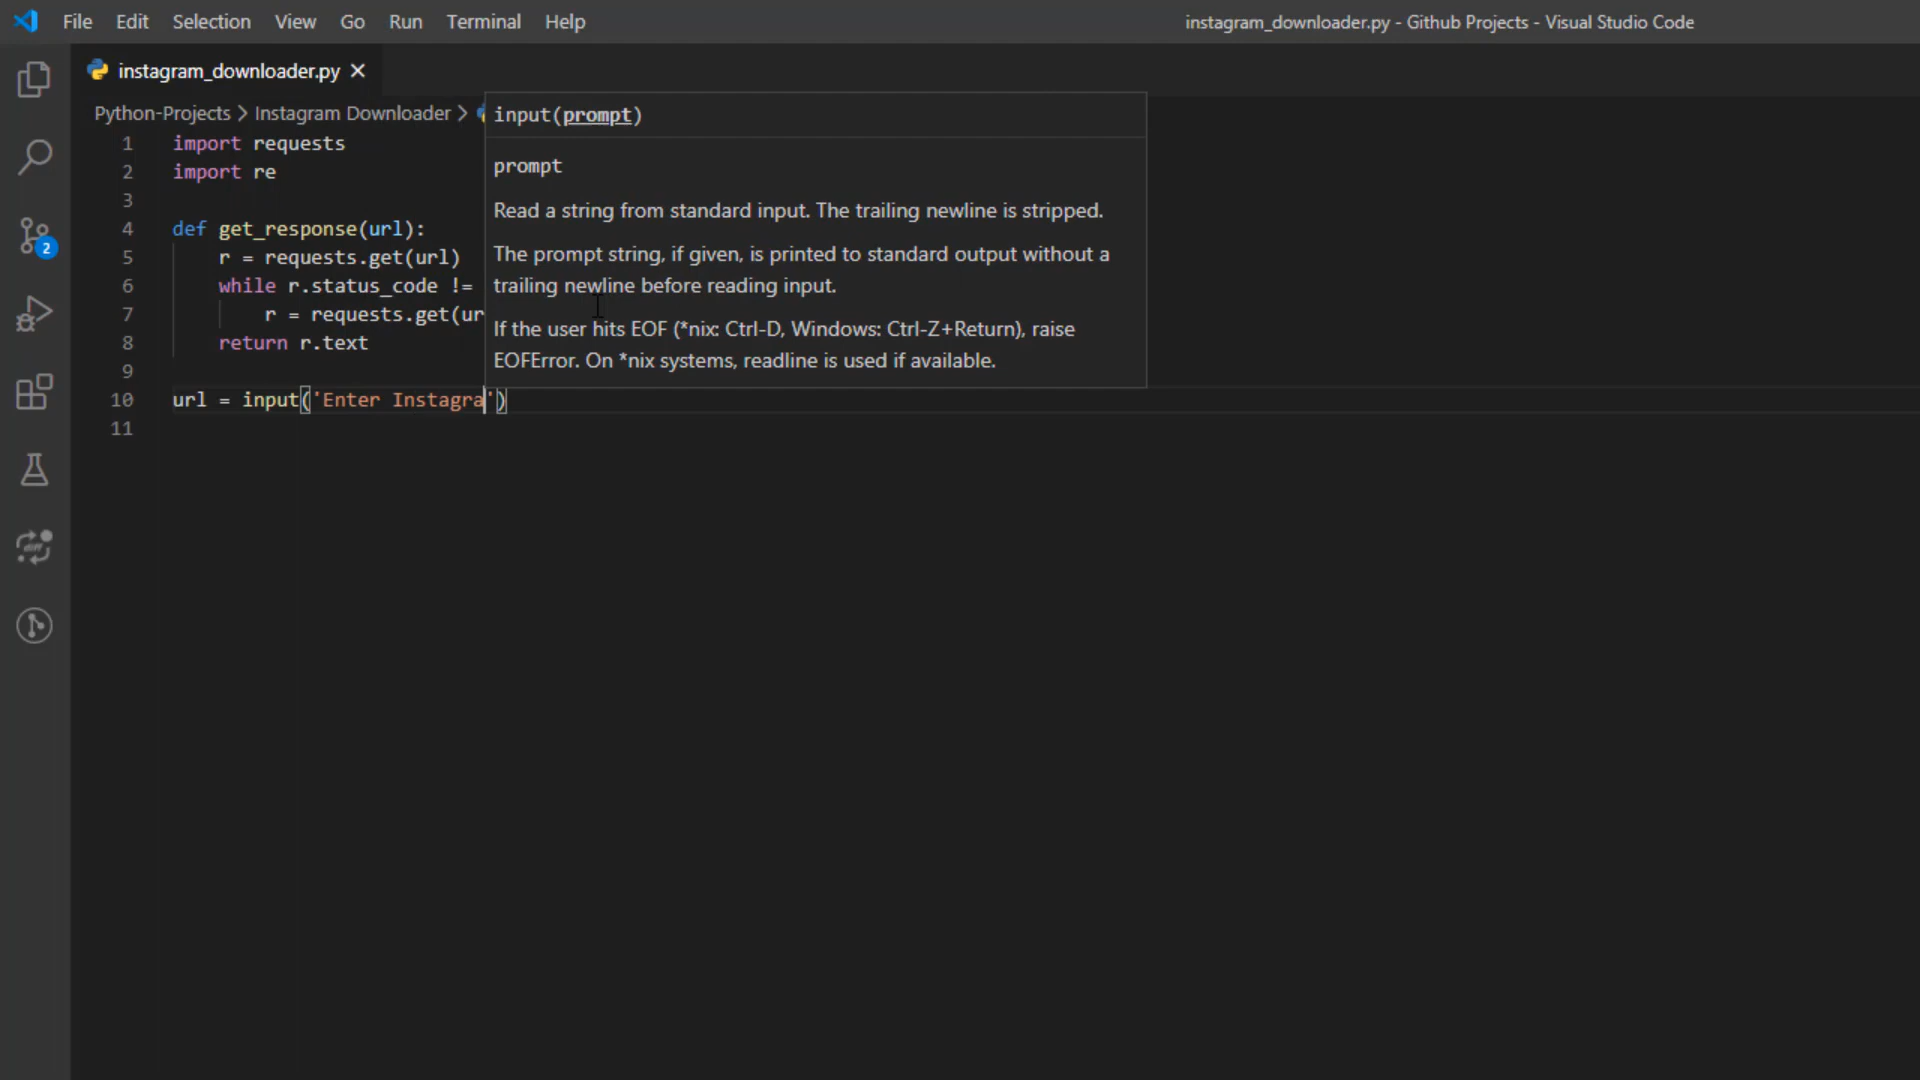 File Edit Selection View Go Run Terminal Help instagram_downloader.py - Github Projects - Visual Studio Code
instagram_downloader.py
Python-Projects > Instagram Downloader >
input(prompt)
prompt
Read a string from standard input. The trailing newline is stripped.
The prompt string, if given, is printed to standard output without a
trailing newline before reading input.
If the user hits EOF (*nix: Ctrl-D, Windows: Ctrl-Z+Return), raise
EOFError. On *nix systems, readline is used if available.
1 import requests
2 import re
3
4 def get_response(url):
5 r = requests.get(url)
6 while r.status_code !=
7 r = requests.get(ur
8 return r.text
9
10 url = input('Enter Instagra')
11
2